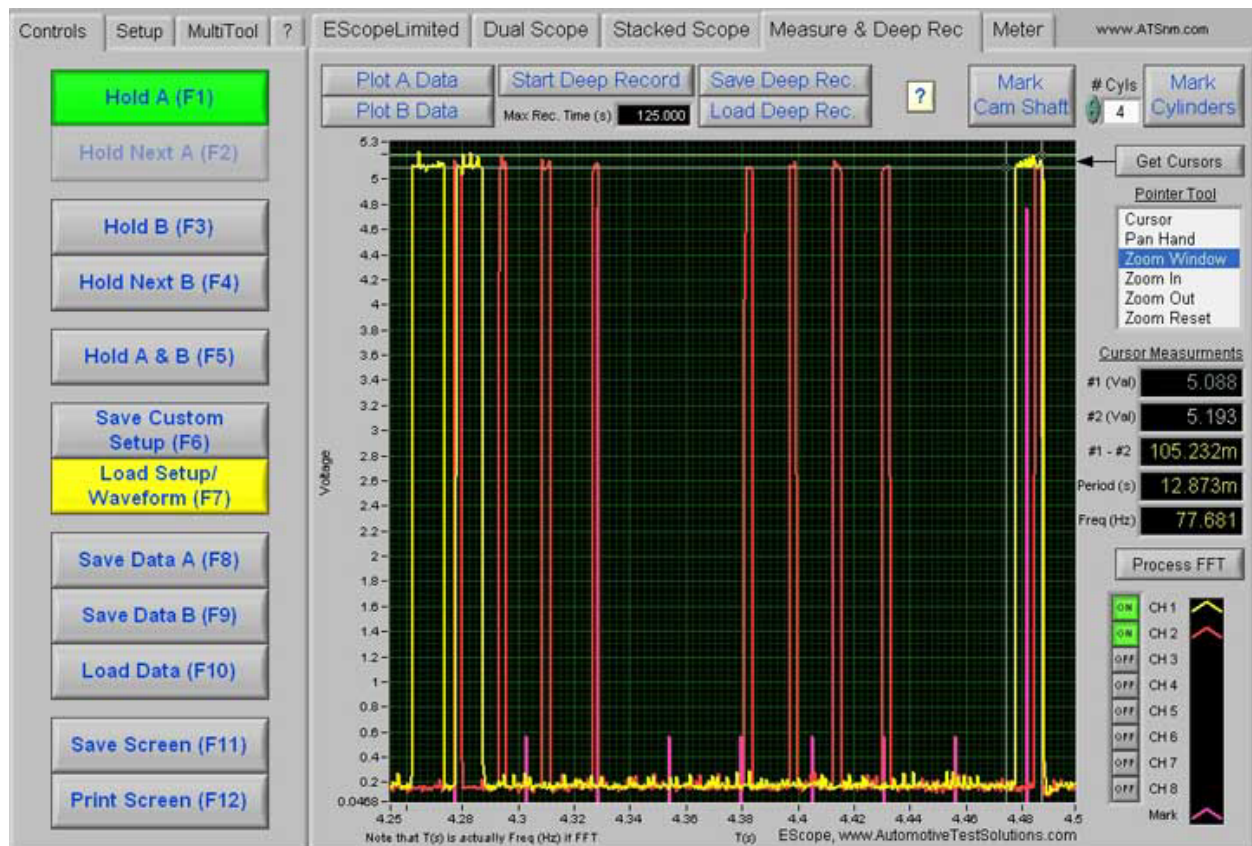 Controls Setup MultiTool ?
EScopeLimited Dual Scope Stacked Scope Measure & Deep Rec Meter www.ATSnm.com
Hold A (F1)
Hold Next A (F2)
Hold B (F3)
Hold Next B (F4)
Hold A & B (F5)
Save Custom
Setup (F6)
Load Setup/
Waveform (F7)
Save Data A (F8)
Save Data B (F9)
Load Data (F10)
Save Screen (F11)
Print Screen (F12)
Plot A Data
Plot B Data
Start Deep Record
Max Rec. Time (s) 125.000
Save Deep Rec.
Load Deep Rec.
?
Mark
Cam Shaft
# Cyls
4
Mark
Cylinders
Voltage
5.3
5
4.8
4.6
4.4
4.2
4
3.8
3.6
3.4
3.2
3
2.8
2.6
2.4
2.2
2
1.8
1.6
1.4
1.2
1
0.8
0.6
0.4
0.2
0.0468
4.25 4.28 4.3 4.32 4.34 4.36 4.38 4.4 4.42 4.44 4.46 4.48 4.5
Note that T(s) is actually Freq (Hz) if FFT.
T(s)
EScope, www.AutomotiveTestSolutions.com
Get Cursors
Pointer Tool
Cursor
Pan Hand
Zoom Window
Zoom In
Zoom Out
Zoom Reset
Cursor Measurments
#1 (Val) 5.088
#2 (Val) 5.193
#1 - #2 105.232m
Period (s) 12.873m
Freq (Hz) 77.681
Process FFT
ON CH 1
ON CH 2
OFF CH 3
OFF CH 4
OFF CH 5
OFF CH 6
OFF CH 7
OFF CH 8
Mark